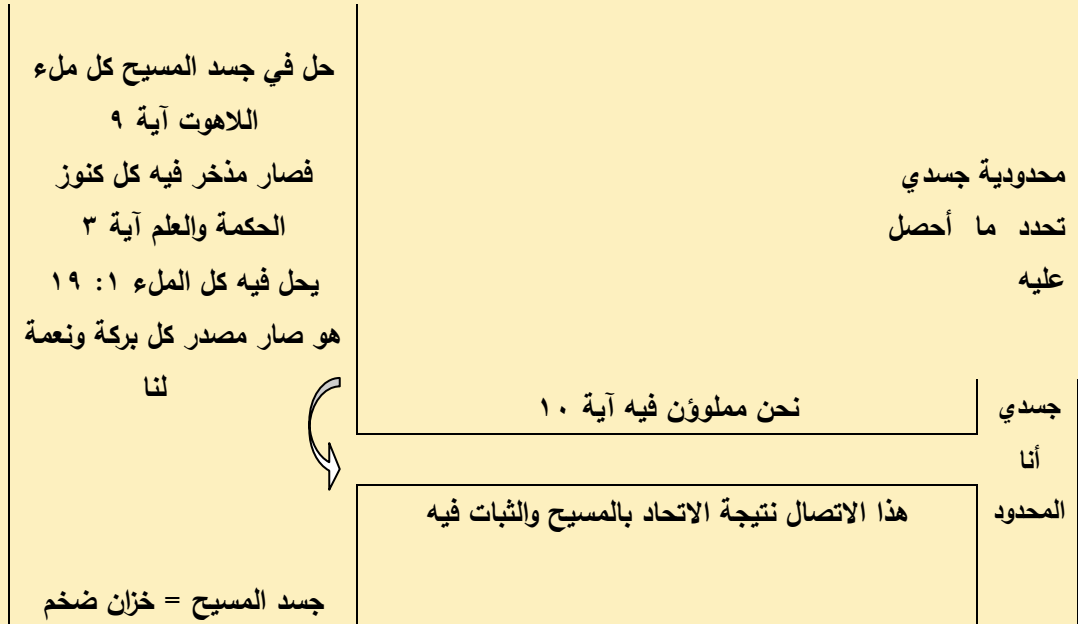 حل في جسد المسيح كل ملء
اللاهوت آية ٩
فصار مذخر فيه كل كنوز
الحكمة والعلم آية ٣
يحل فيه كل الملء ١: ١٩
هو صار مصدر كل بركة ونعمة
لنا
محدودية جسدي
تحدد ما أحصل
عليه
جسدي
أنا
المحدود
نحن مملوؤن فيه آية ١٠
هذا الاتصال نتيجة الاتحاد بالمسيح والثبات فيه
جسد المسيح = خزان ضخم